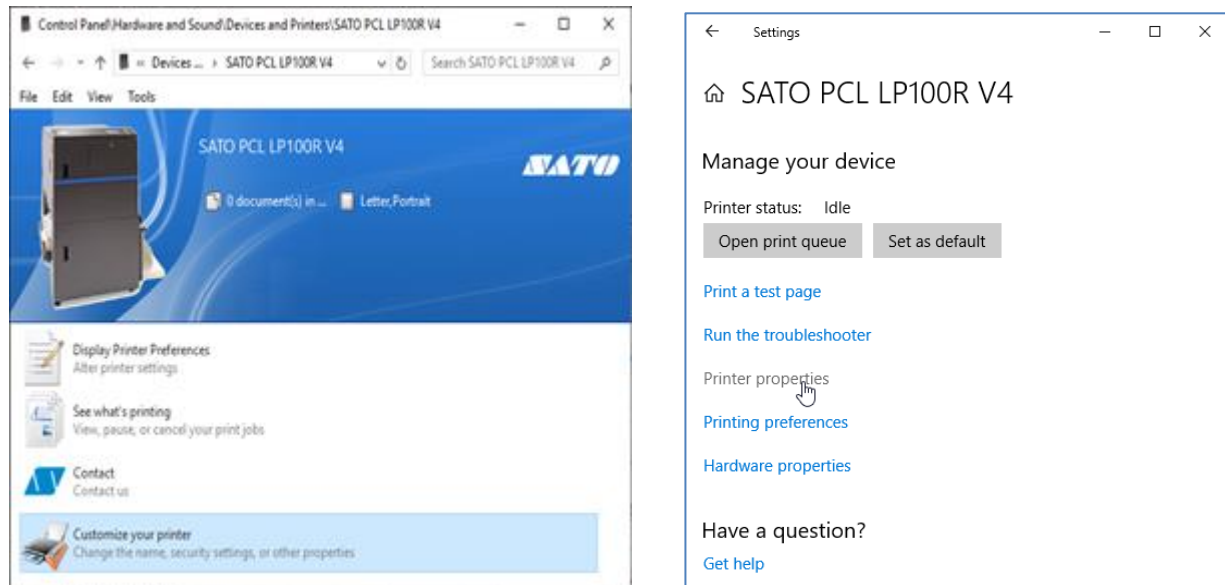 Control Panel\Hardware and Sound\Devices and Printers\SATO PCL LP100R V4
« Devices ... › SATO PCL LP100R V4
Search SATO PCL LP100R V4
File Edit View Tools
SATO PCL LP100R V4
SATO
0 document(s) in ...
Letter, Portrait
Display Printer Preferences
Alter printer settings
See what's printing
View, pause, or cancel your print jobs
Contact
Contact us
Customize your printer
Change the name, security settings, or other properties
Settings
SATO PCL LP100R V4
Manage your device
Printer status: Idle
Open print queue Set as default
Print a test page
Run the troubleshooter
Printer properties
Printing preferences
Hardware properties
Have a question?
Get help